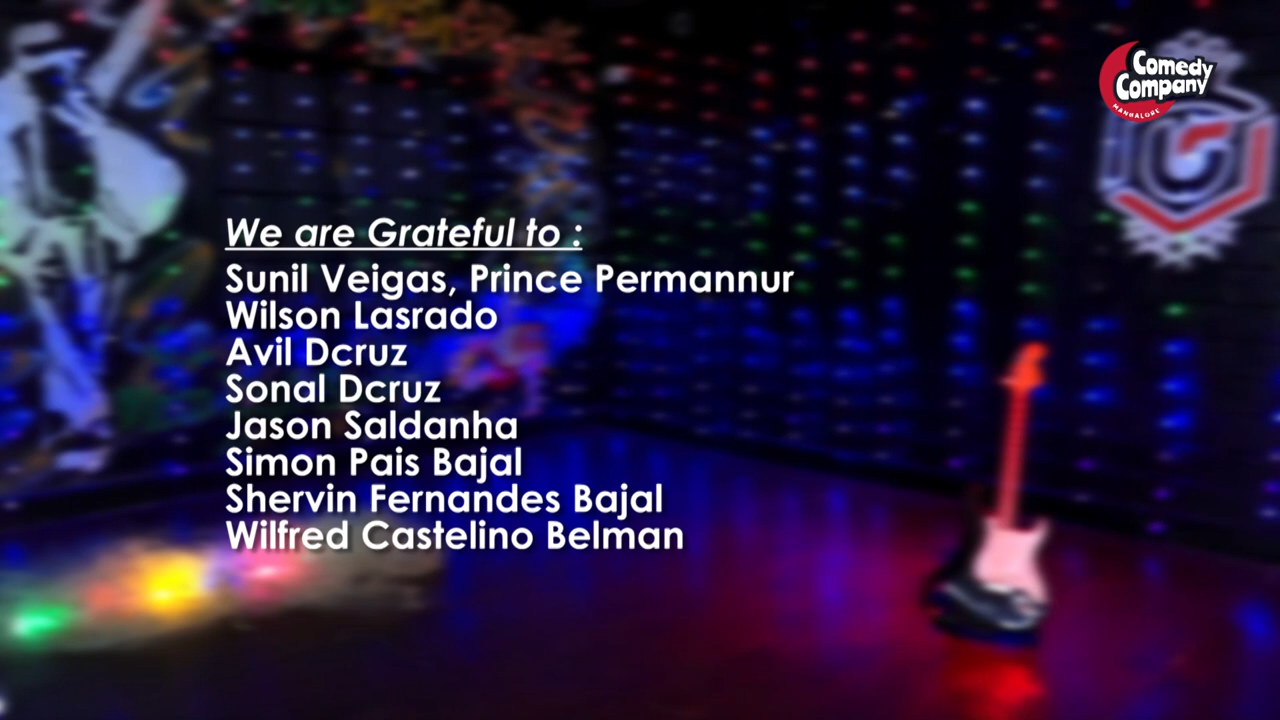 Comedy
Company
MANGALORE
We are Grateful to :
Sunil Veigas, Prince Permannur
Wilson Lasrado
Avil Dcruz
Sonal Dcruz
Jason Saldanha
Simon Pais Bajal
Shervin Fernandes Bajal
Wilfred Castelino Belman